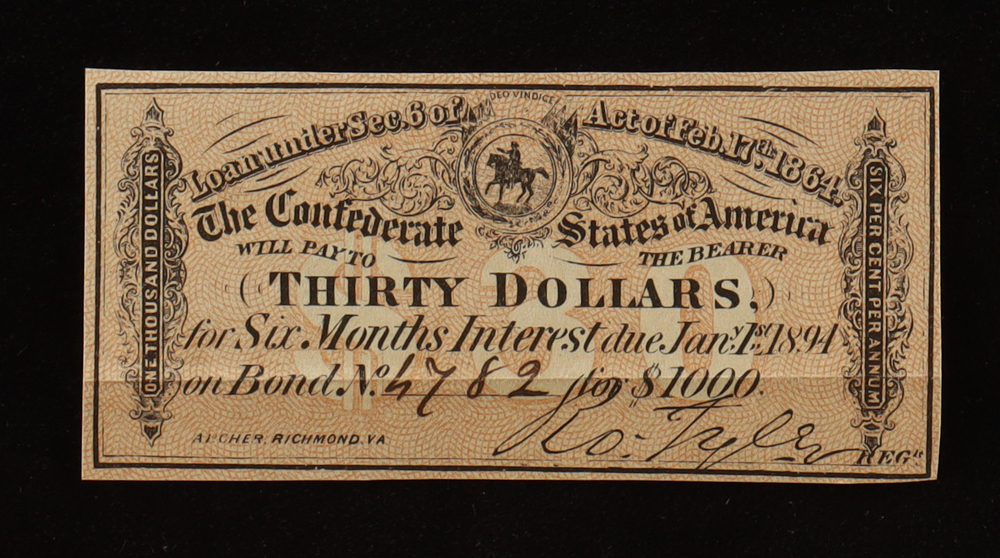 DEO VINDICE
Loan under Sec. 6 of Act of Feb. 17th 1864.
The Confederate States of America
WILL PAY TO THE BEARER
THIRTY DOLLARS,
for Six Months Interest due Jany. 1st. 1894
on Bond No. 4782 for $1000.
Ro. Tyler
ARCHER, RICHMOND. VA
REGR
ONE THOUSAND DOLLARS
SIX PER CENT PER ANNUM
$30